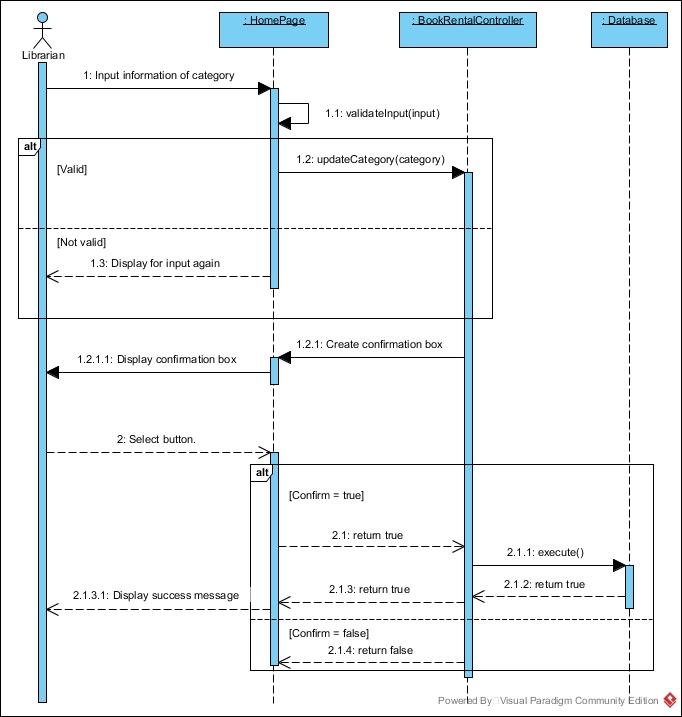 : HomePage
: BookRentalController
: Database
Librarian
1: Input information of category
1.1: validateInput(input)
alt
1.2: updateCategory(category)
[Valid]
[Not valid]
1.3: Display for input again
1.2.1: Create confirmation box
1.2.1.1: Display confirmation box
2: Select button.
alt
[Confirm = true]
2.1: return true
2.1.1: execute()
2.1.2: return true
2.1.3: return true
2.1.3.1: Display success message
[Confirm = false]
2.1.4: return false
Powered By Visual Paradigm Community Edition